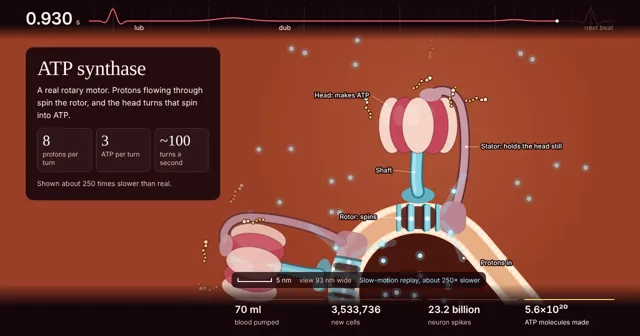 0.930 s
lub
dub
next beat
ATP synthase
A real rotary motor. Protons flowing through
spin the rotor, and the head turns that spin
into ATP.
8
protons per
turn
3
ATP per turn
~100
turns a
second
Shown about 250 times slower than real.
Head: makes ATP
Stator: holds the head still
Shaft
Rotor: spins
Protons in
5 nm view 93 nm wide Slow-motion replay, about 250× slower
70 ml
blood pumped
3,533,736
new cells
23.2 billion
neuron spikes
5.6×10²⁰
ATP molecules made